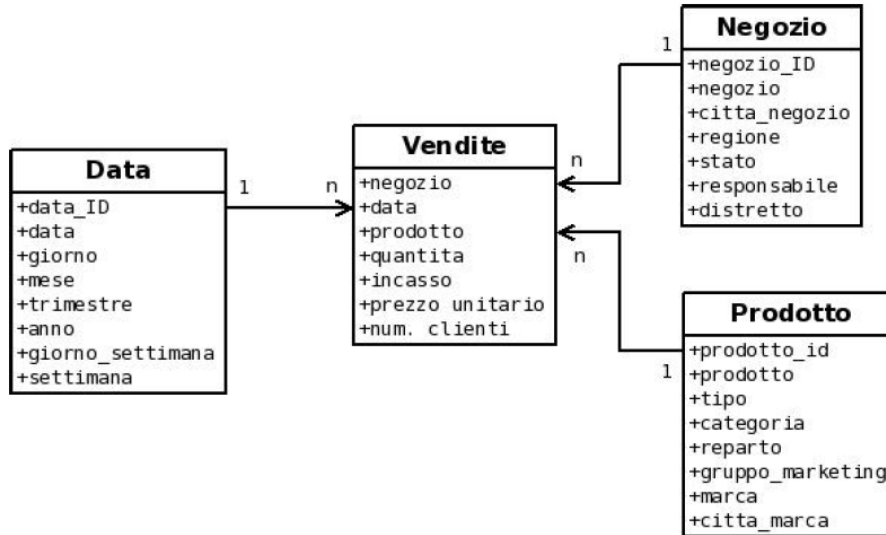 Data
+data_ID
+data
+giorno
+mese
+trimestre
+anno
+giorno_settimana
+settimana
1
n
Vendite
+negozio
+data
+prodotto
+quantita
+incasso
+prezzo unitario
+num. clienti
n
1
Negozio
+negozio_ID
+negozio
+citta_negozio
+regione
+stato
+responsabile
+distretto
n
1
Prodotto
+prodotto_id
+prodotto
+tipo
+categoria
+reparto
+gruppo_marketing
+marca
+citta_marca